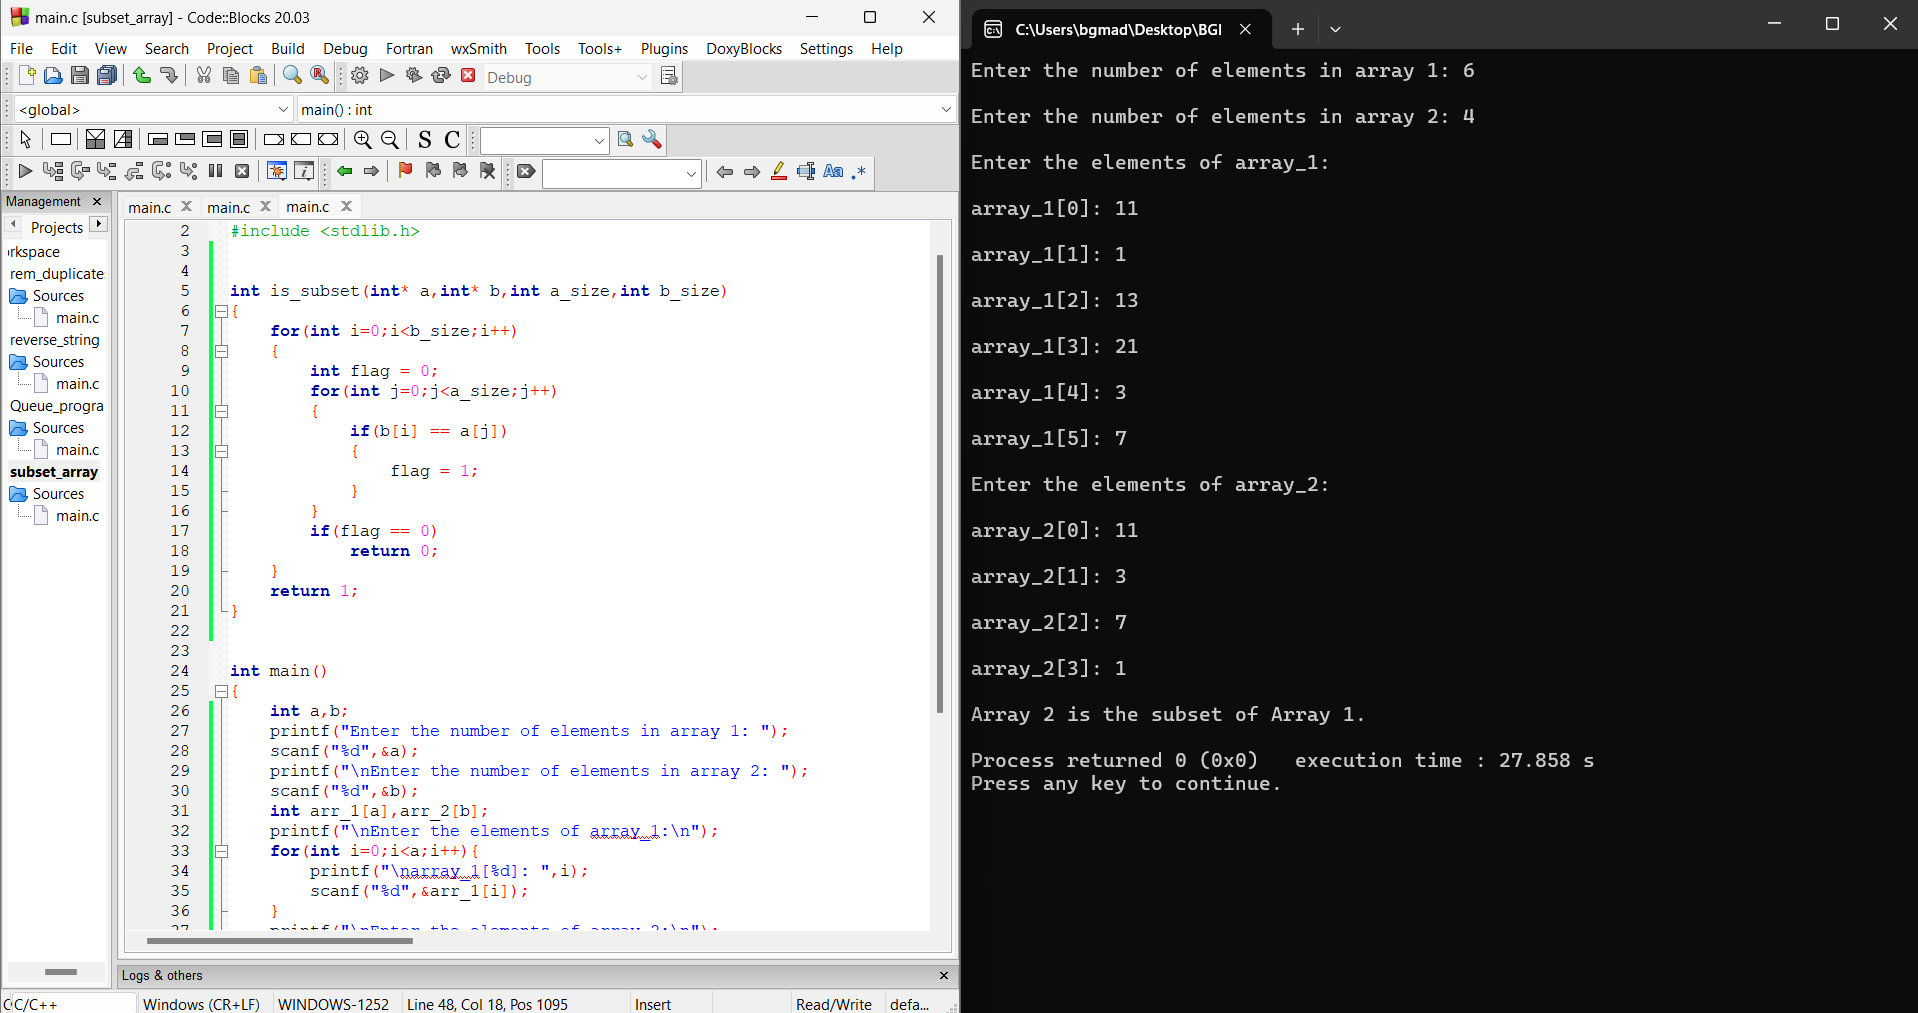 main.c [subset_array] - Code::Blocks 20.03
File Edit View Search Project Build Debug Fortran wxSmith Tools Tools+ Plugins DoxyBlocks Settings Help
Debug
<global> main() : int
S C
Aa .*
Management
Projects
rkspace
rem_duplicate
Sources
main.c
reverse_string
Sources
main.c
Queue_progra
Sources
main.c
subset_array
Sources
main.c
main.c main.c main.c
2 #include <stdlib.h>
3
4
5 int is_subset(int* a,int* b,int a_size,int b_size)
6 {
7 for(int i=0;i<b_size;i++)
8 {
9 int flag = 0;
10 for(int j=0;j<a_size;j++)
11 {
12 if(b[i] == a[j])
13 {
14 flag = 1;
15 }
16 }
17 if(flag == 0)
18 return 0;
19 }
20 return 1;
21 }
22
23
24 int main()
25 {
26 int a,b;
27 printf("Enter the number of elements in array 1: ");
28 scanf("%d",&a);
29 printf("\nEnter the number of elements in array 2: ");
30 scanf("%d",&b);
31 int arr_1[a],arr_2[b];
32 printf("\nEnter the elements of array_1:\n");
33 for(int i=0;i<a;i++){
34 printf("\narray_1[%d]: ",i);
35 scanf("%d",&arr_1[i]);
36 }
37 printf("\nEnter the elements of array_2:\n");
Logs & others
C/C++ Windows (CR+LF) WINDOWS-1252 Line 48, Col 18, Pos 1095 Insert Read/Write defa...
C:\Users\bgmad\Desktop\BGI
Enter the number of elements in array 1: 6
Enter the number of elements in array 2: 4
Enter the elements of array_1:
array_1[0]: 11
array_1[1]: 1
array_1[2]: 13
array_1[3]: 21
array_1[4]: 3
array_1[5]: 7
Enter the elements of array_2:
array_2[0]: 11
array_2[1]: 3
array_2[2]: 7
array_2[3]: 1
Array 2 is the subset of Array 1.
Process returned 0 (0x0)   execution time : 27.858 s
Press any key to continue.